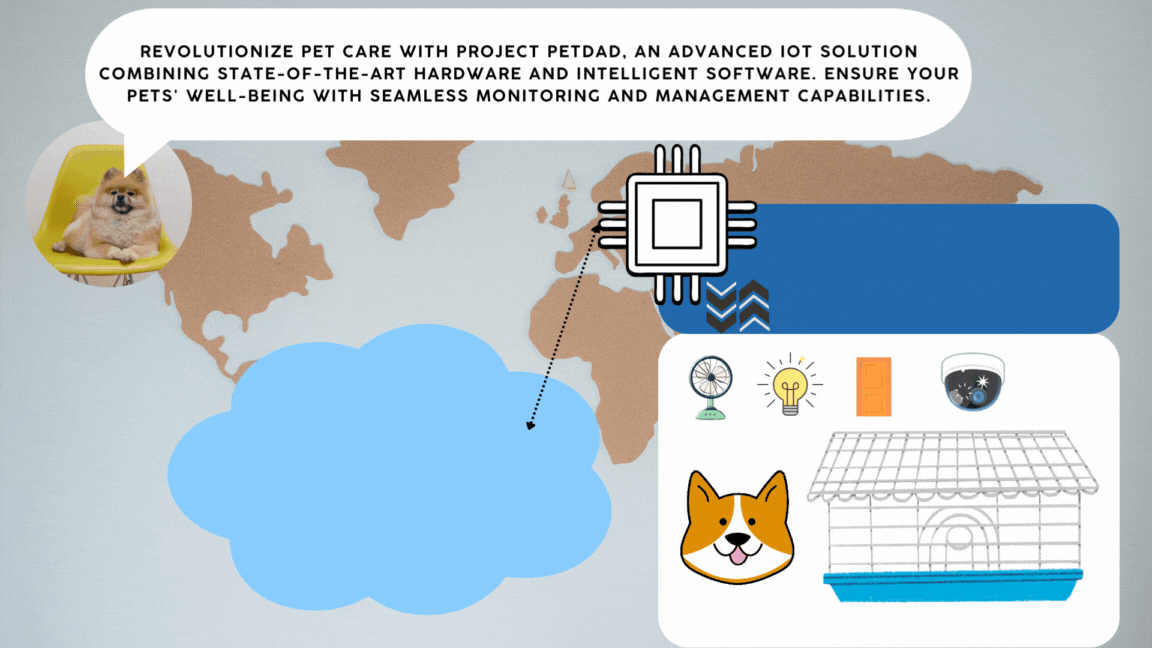 REVOLUTIONIZE PET CARE WITH PROJECT PETDAD, AN ADVANCED IOT SOLUTION
COMBINING STATE-OF-THE-ART HARDWARE AND INTELLIGENT SOFTWARE. ENSURE YOUR
PETS' WELL-BEING WITH SEAMLESS MONITORING AND MANAGEMENT CAPABILITIES.